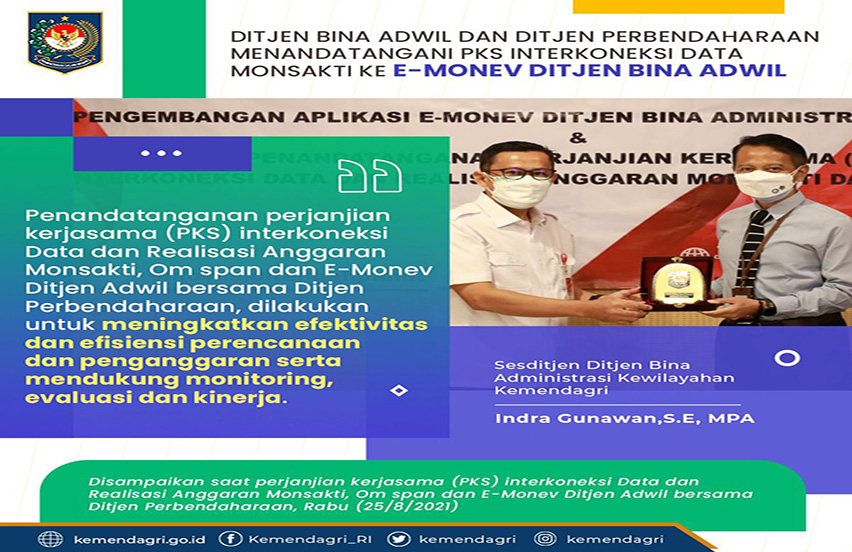 DITJEN BINA ADWIL DAN DITJEN PERBENDAHARAAN
MENANDATANGANI PKS INTERKONEKSI DATA
MONSAKTI KE E-MONEV DITJEN BINA ADWIL
PENGEMBANGAN APLIKASI E-MONEV DITJEN BINA ADMINISTR
&
Penandatanganan perjanjian
kerjasama (PKS) interkoneksi
Data dan Realisasi Anggaran
Monsakti, Om span dan E-Monev
Ditjen Adwil bersama Ditjen
Perbendaharaan, dilakukan
untuk meningkatkan efektivitas
dan efisiensi perencanaan
dan penganggaran serta
mendukung monitoring,
evaluasi dan kinerja.
Sesditjen Ditjen Bina
Administrasi Kewilayahan
Kemendagri
Indra Gunawan,S.E, MPA
Disampaikan saat perjanjian kerjasama (PKS) interkoneksi Data dan
Realisasi Anggaran Monsakti, Om span dan E-Monev Ditjen Adwil bersama
Ditjen Perbendaharaan, Rabu (25/8/2021)
kemendagri.go.id Kemendagri_RI kemendagri kemendagri